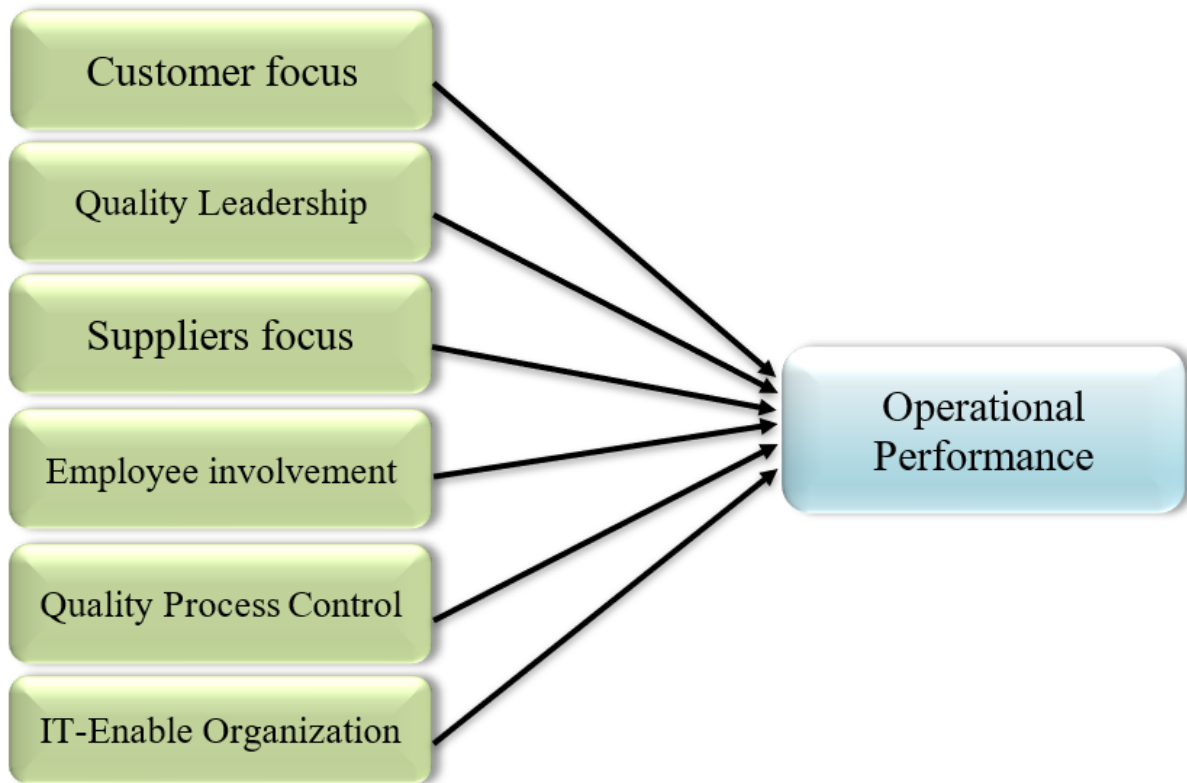 Customer focus
Quality Leadership
Suppliers focus
Employee involvement
Quality Process Control
IT-Enable Organization
Operational
Performance